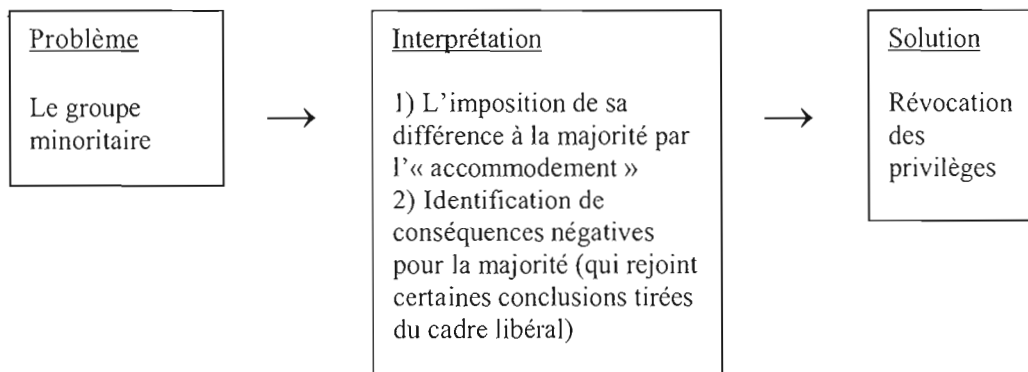 Problème
Le groupe
minoritaire
→
Interprétation
1) L'imposition de sa
différence à la majorité par
l'« accommodement »
2) Identification de
conséquences négatives
pour la majorité (qui rejoint
certaines conclusions tirées
du cadre libéral)
→
Solution
Révocation
des
privilèges